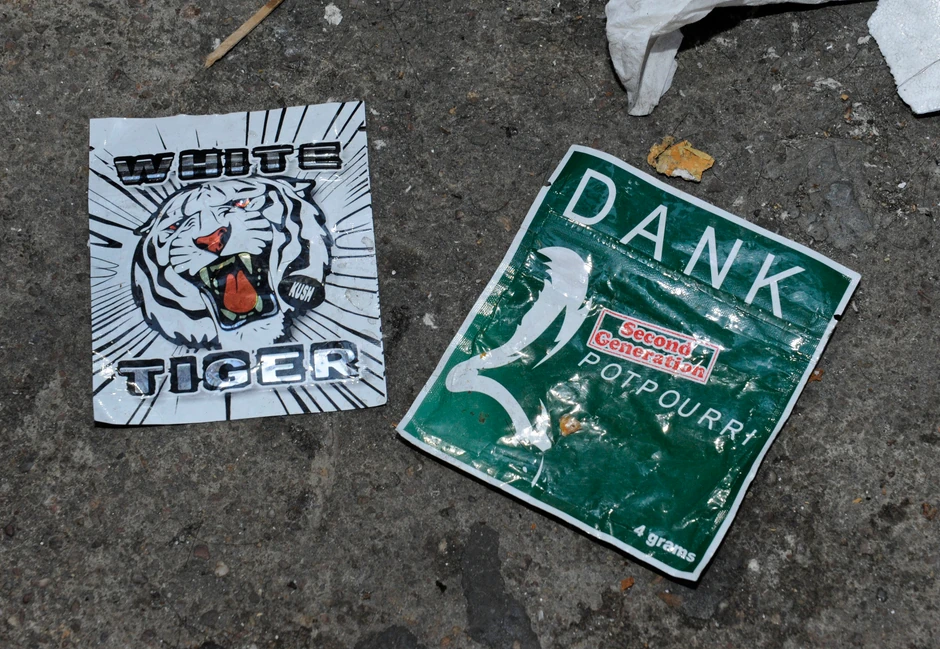 WHITE
KUSH
TIGER
DANK
Second
Generation
POTPOURRI
4 grams